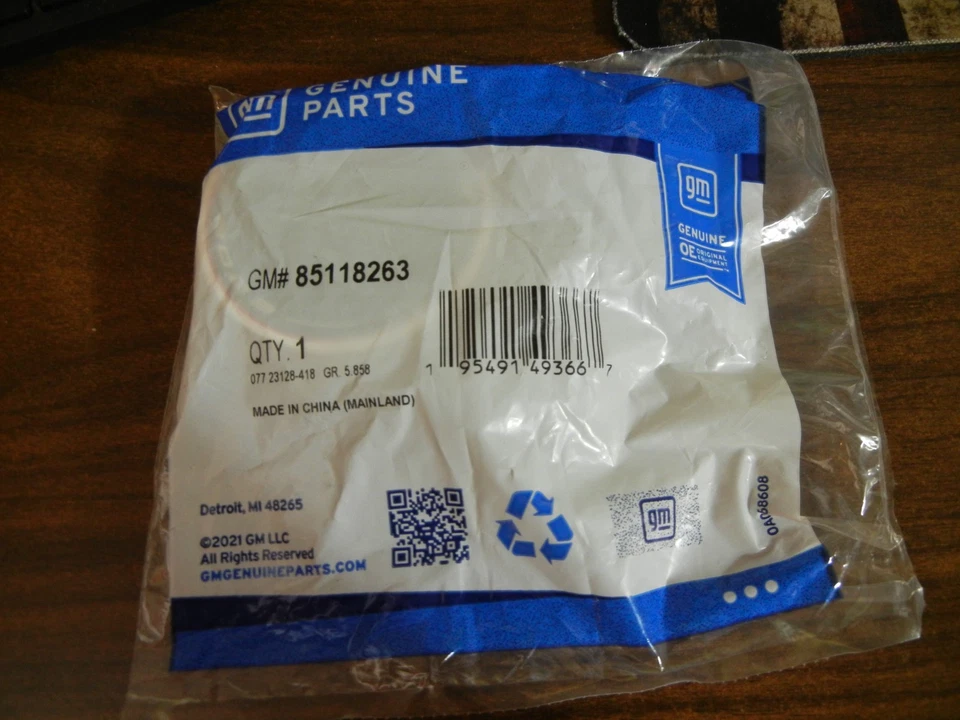 gm GENUINE
PARTS
gm
GENUINE
OE ORIGINAL
EQUIPMENT
GM# 85118263
QTY. 1
077 23128-418 GR. 5.858
1 95491 49366 7
MADE IN CHINA (MAINLAND)
Detroit, MI 48265
©2021 GM LLC
All Rights Reserved
GMGENUINEPARTS.COM
gm